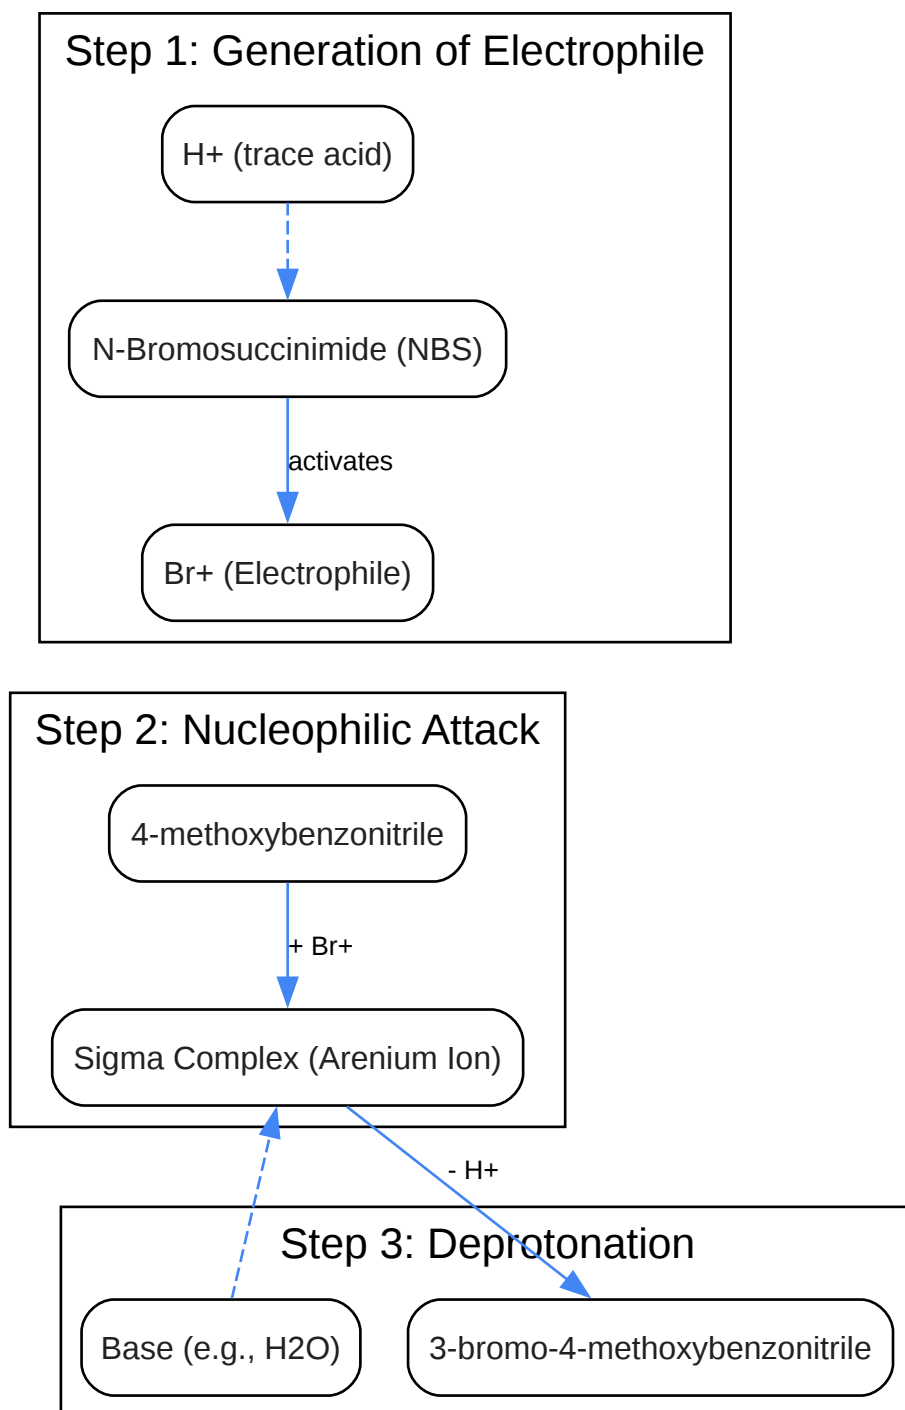 Step 1: Generation of Electrophile
H+ (trace acid)
N-Bromosuccinimide (NBS)
activates
Br+ (Electrophile)
Step 2: Nucleophilic Attack
4-methoxybenzonitrile
+ Br+
Sigma Complex (Arenium Ion)
- H+
Step 3: Deprotonation
Base (e.g., H2O)
3-bromo-4-methoxybenzonitrile